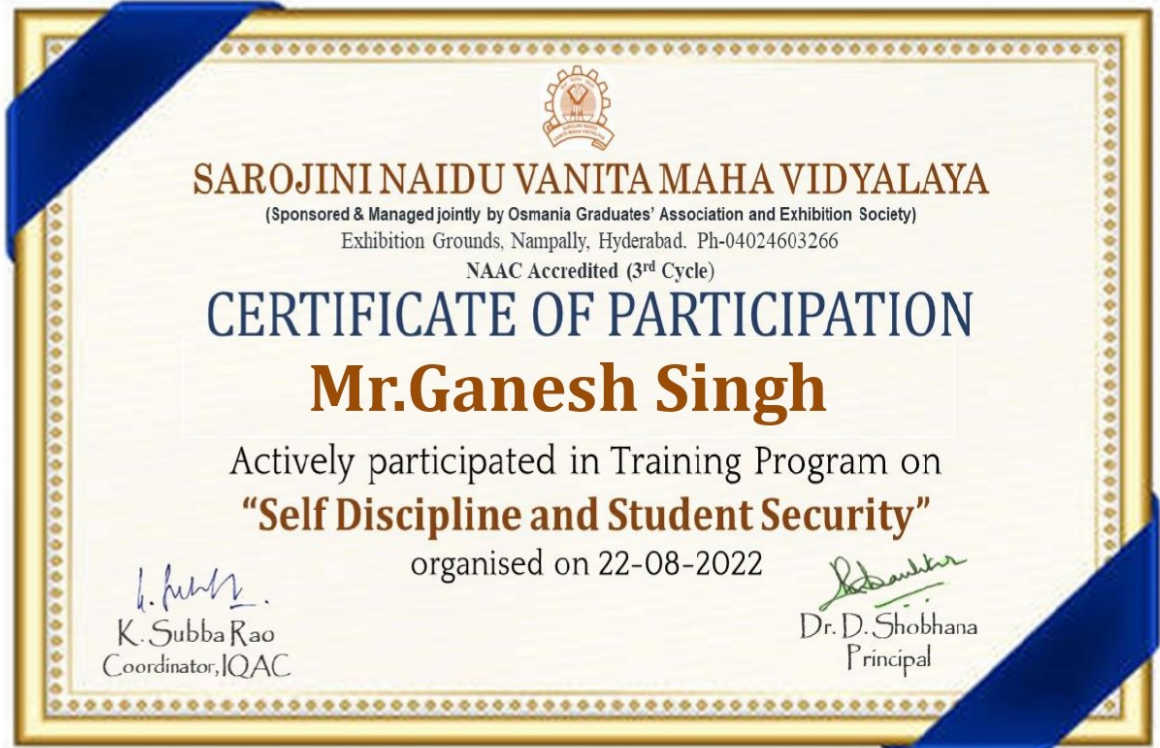 SAROJINI NAIDU VANITA MAHA VIDYALAYA
(Sponsored & Managed jointly by Osmania Graduates' Association and Exhibition Society)
Exhibition Grounds, Nampally, Hyderabad. Ph-04024603266
NAAC Accredited (3rd Cycle)
CERTIFICATE OF PARTICIPATION
Mr.Ganesh Singh
Actively participated in Training Program on
“Self Discipline and Student Security”
organised on 22-08-2022
K. Subba Rao
Coordinator, IQAC
Dr. D. Shobhana
Principal